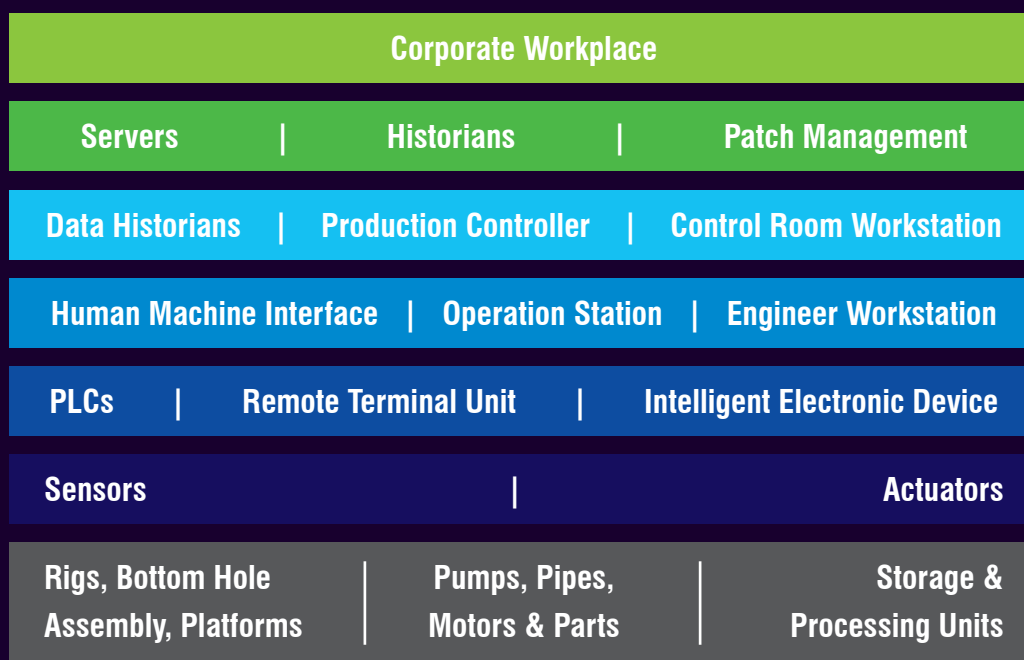 Corporate Workplace
Servers | Historians | Patch Management
Data Historians | Production Controller | Control Room Workstation
Human Machine Interface | Operation Station | Engineer Workstation
PLCs | Remote Terminal Unit | Intelligent Electronic Device
Sensors | Actuators
Rigs, Bottom Hole
Assembly, Platforms
Pumps, Pipes,
Motors & Parts
Storage &
Processing Units